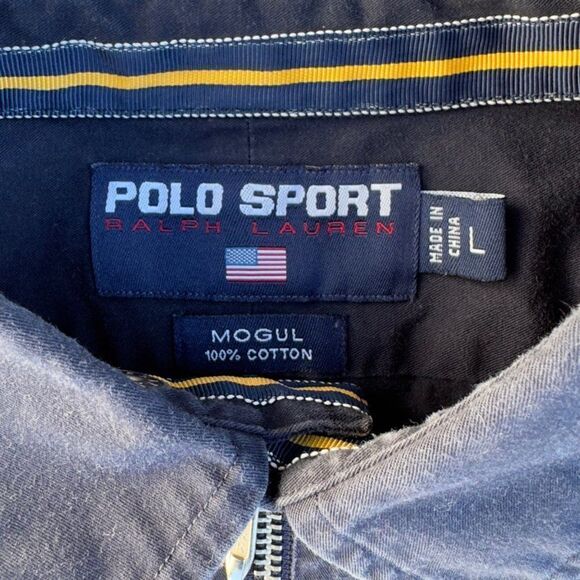 POLO SPORT
RALPH LAUREN
MADE IN
CHINA
L
MOGUL
100% COTTON